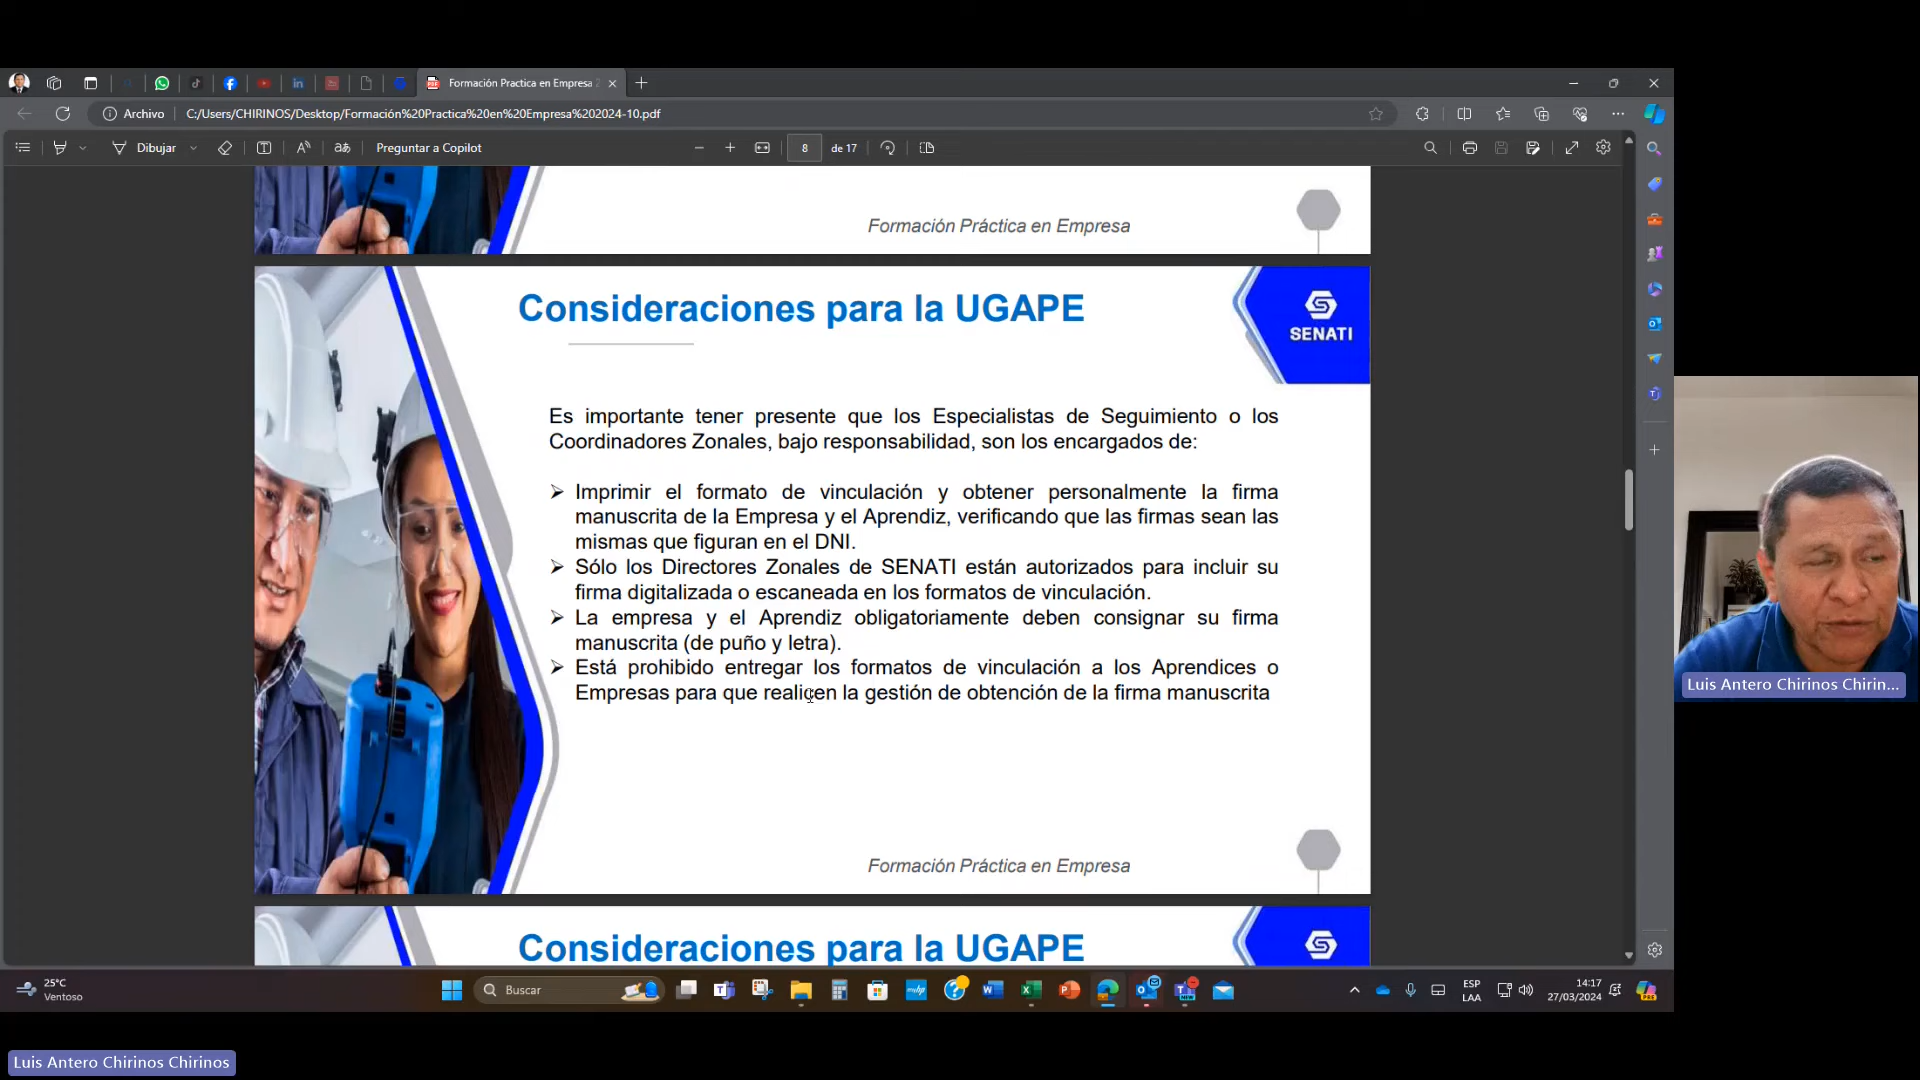 Formación Practica en Empresa 2
Archivo
C:/Users/CHIRINOS/Desktop/Formación%20Practica%20en%20Empresa%202024-10.pdf
Dibujar
Preguntar a Copilot
8
de 17
Formación Práctica en Empresa
Consideraciones para la UGAPE
SENATI
Es importante tener presente que los Especialistas de Seguimiento o los
Coordinadores Zonales, bajo responsabilidad, son los encargados de:
Imprimir el formato de vinculación y obtener personalmente la firma
manuscrita de la Empresa y el Aprendiz, verificando que las firmas sean las
mismas que figuran en el DNI.
Sólo los Directores Zonales de SENATI están autorizados para incluir su
firma digitalizada o escaneada en los formatos de vinculación.
La empresa y el Aprendiz obligatoriamente deben consignar su firma
manuscrita (de puño y letra).
Está prohibido entregar los formatos de vinculación a los Aprendices o
Empresas para que realicen la gestión de obtención de la firma manuscrita
Formación Práctica en Empresa
Consideraciones para la UGAPE
Luis Antero Chirinos Chirin...
25°C
Ventoso
Buscar
ESP
LAA
14:17
27/03/2024
Luis Antero Chirinos Chirinos